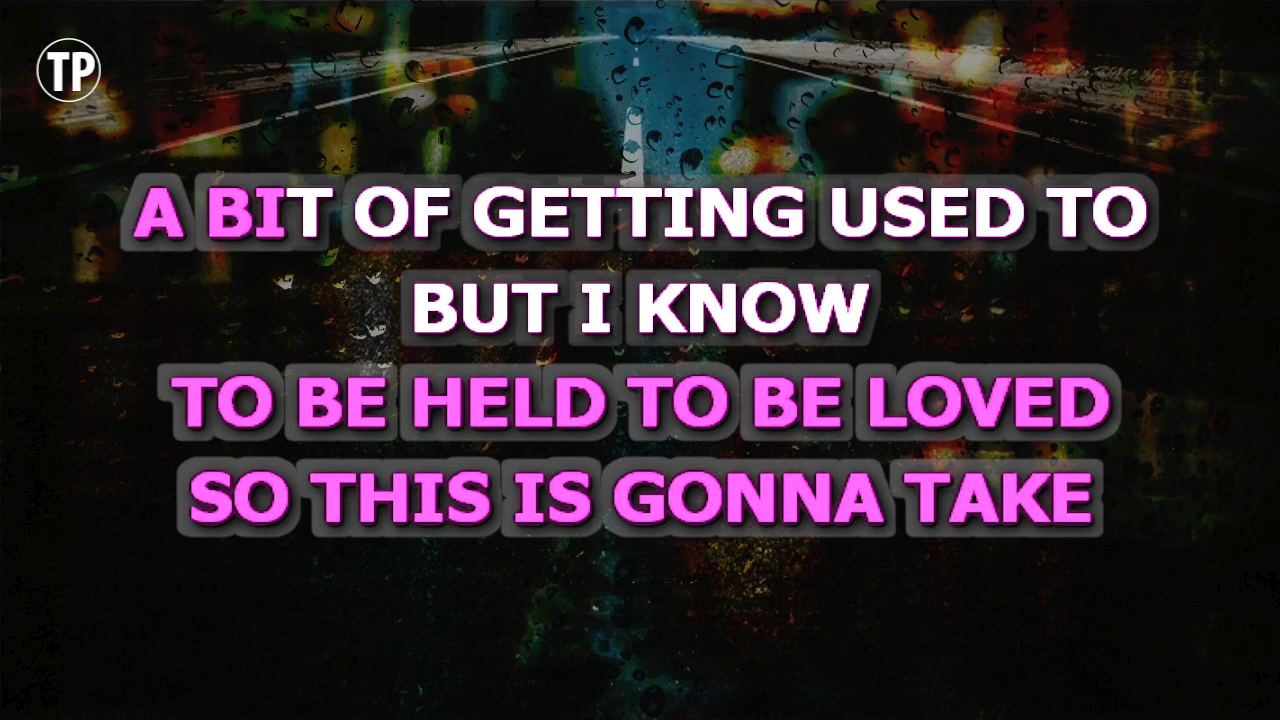 TP
A BIT OF GETTING USED TO
BUT I KNOW
TO BE HELD TO BE LOVED
SO THIS IS GONNA TAKE